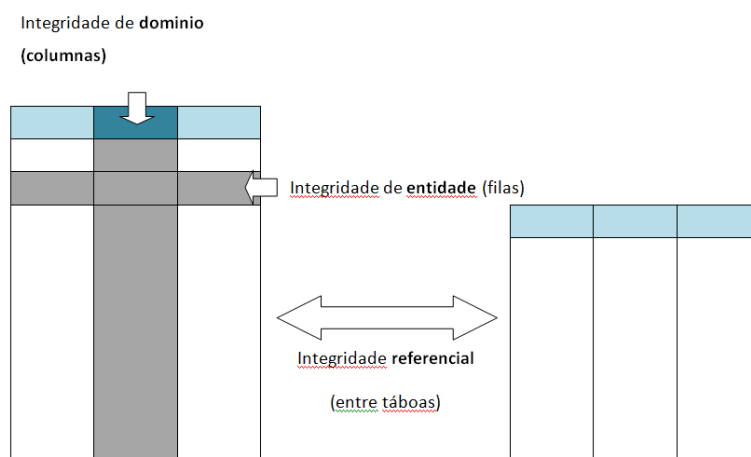 Integridade de dominio
(columnas)
Integridade de entidade (filas)
Integridade referencial
(entre táboas)